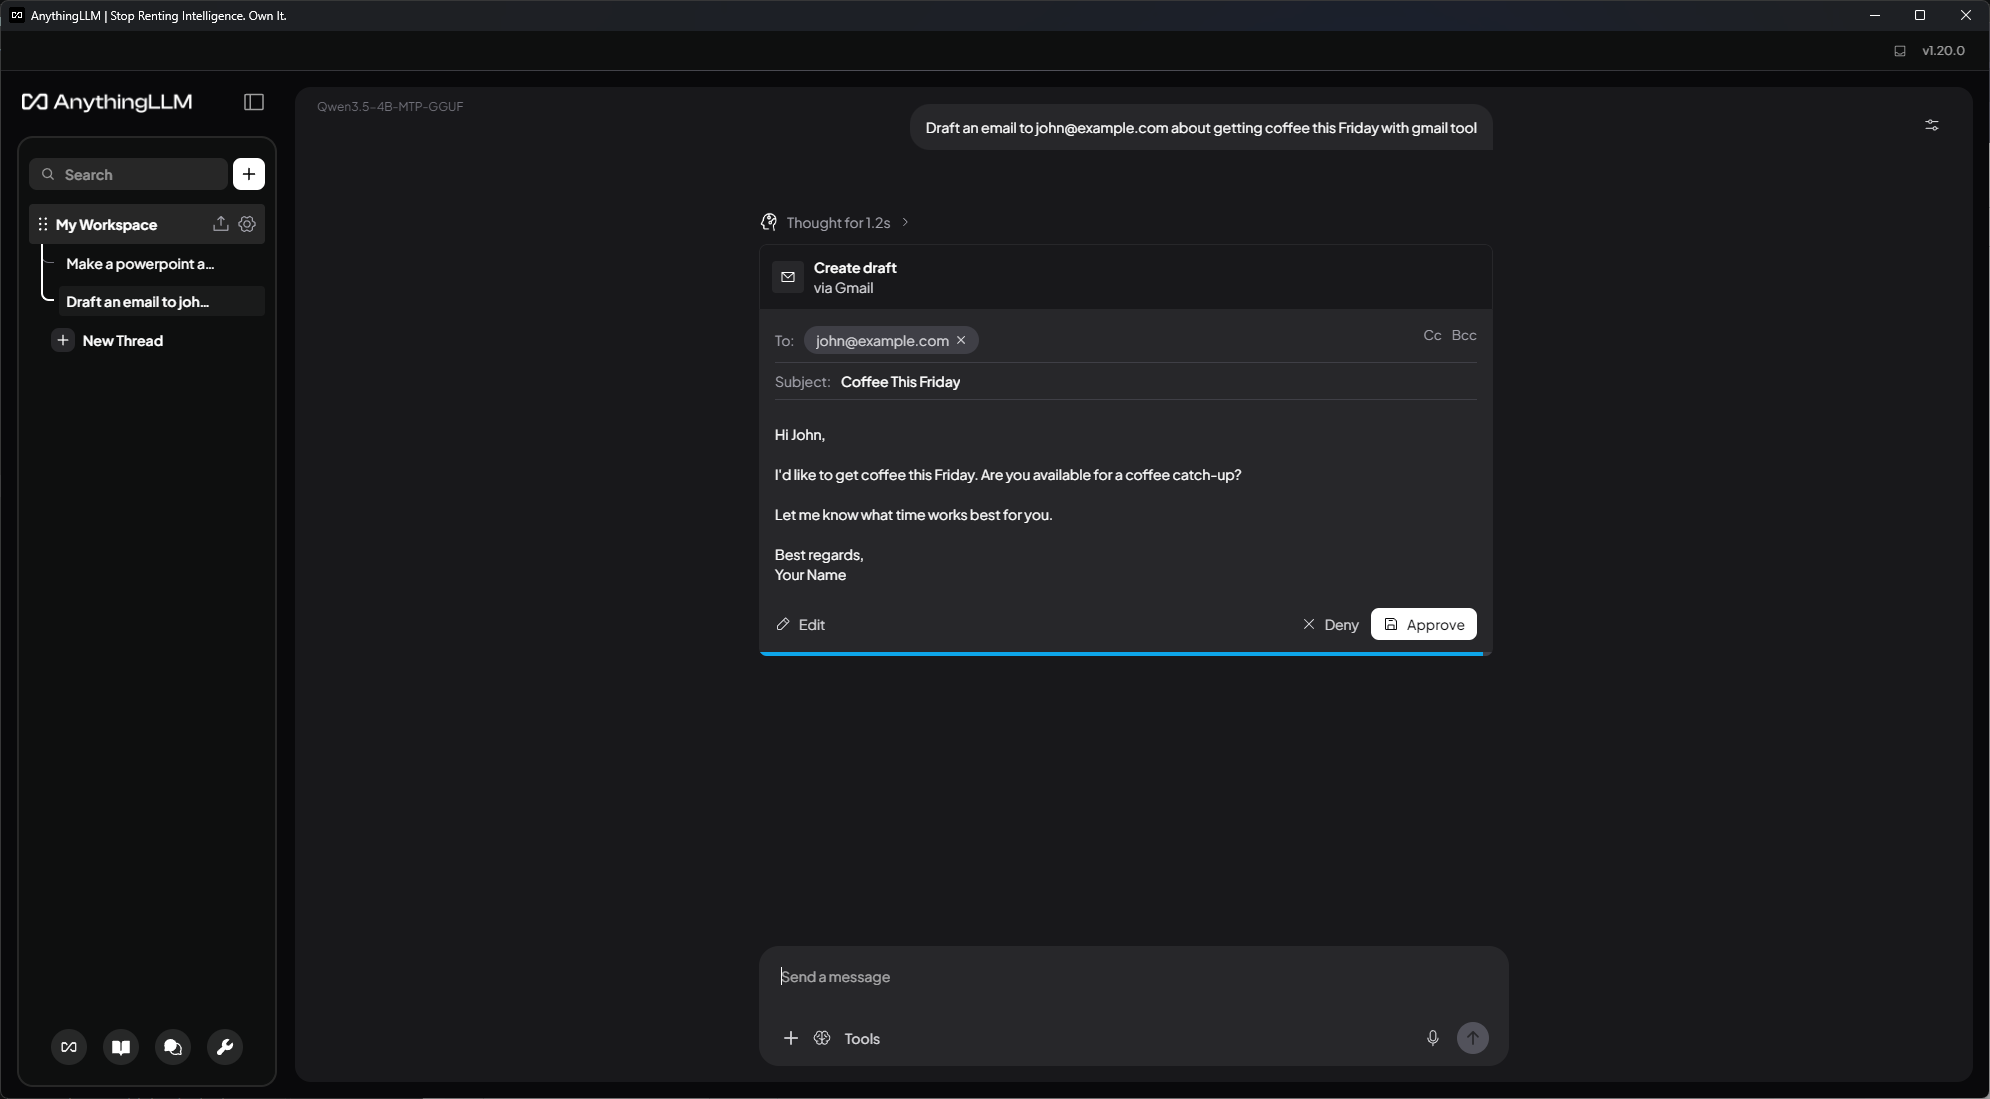 AnythingLLM | Stop Renting Intelligence. Own It.
v1.20.0
AnythingLLM
Search
My Workspace
Make a powerpoint a...
Draft an email to joh...
New Thread
Qwen3.5-4B-MTP-GGUF
Draft an email to john@example.com about getting coffee this Friday with gmail tool
Thought for 1.2s
Create draft
via Gmail
To: john@example.com Cc Bcc
Subject: Coffee This Friday
Hi John,
I'd like to get coffee this Friday. Are you available for a coffee catch-up?
Let me know what time works best for you.
Best regards,
Your Name
Edit Deny Approve
Send a message
Tools